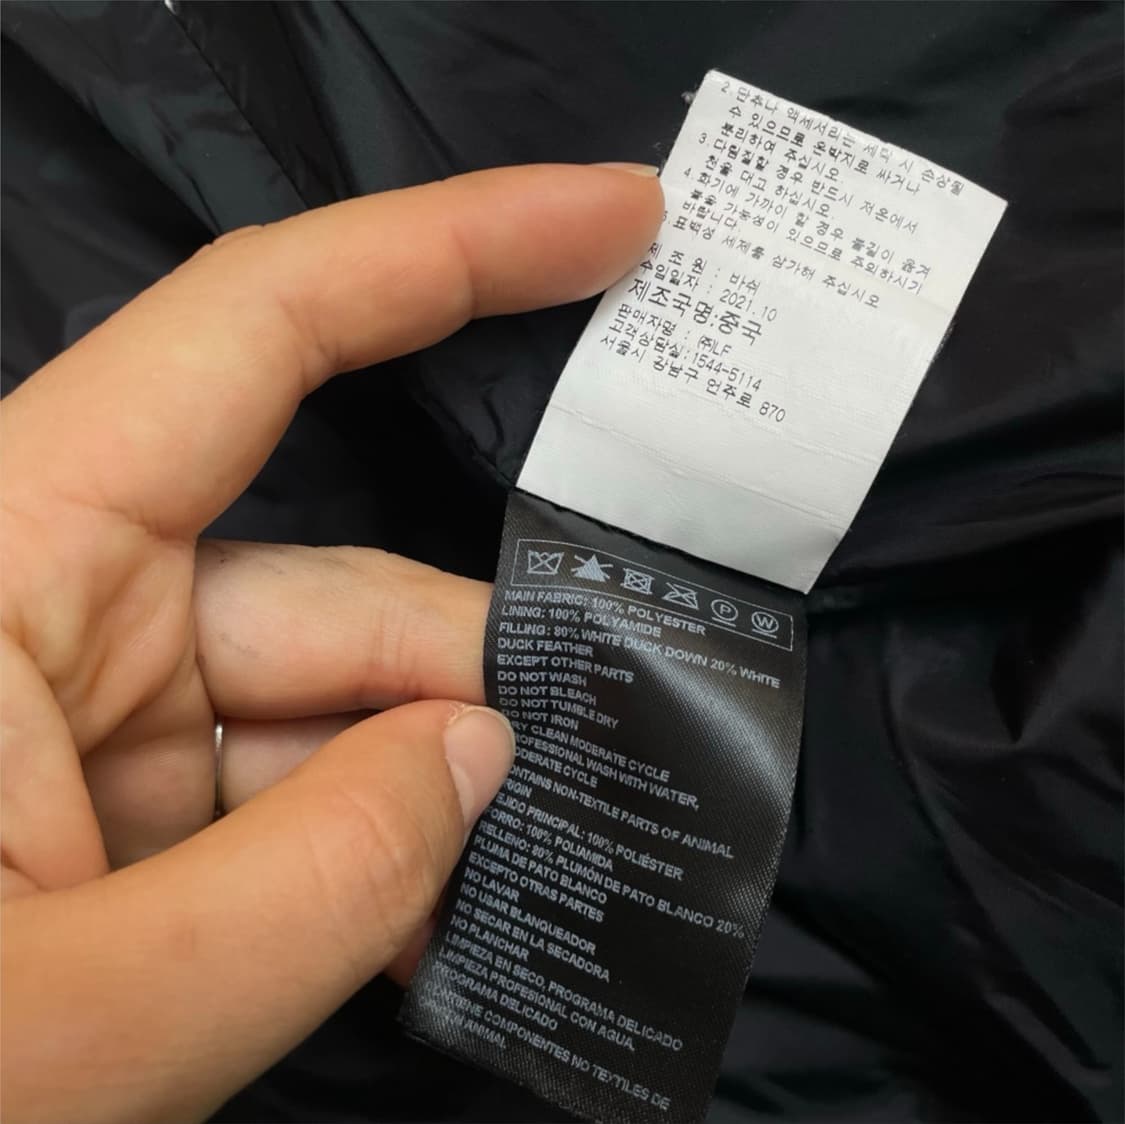 2.단추나 액세서리는 세탁 시 손상될
수 있으므로 은박지로 싸거나
분리하여 주십시오
3.다림질할 경우 반드시 저온에서
천을 대고 하십시오.
4.화기에 가까이 할 경우 불길이 옮겨
붙을 가능성이 있으므로 주의하시기
바랍니다.
5.표백성 세제를 삼가해 주십시오
제 조 원 : 바쉬
수입일자 : 2021.10
제조국명:중국
판매자명 : ㈜LF
고객상담실:1544-5114
서울시 강남구 언주로 870
P W
MAIN FABRIC: 100% POLYESTER
LINING: 100% POLYAMIDE
FILLING: 80% WHITE DUCK DOWN 20% WHITE
DUCK FEATHER
EXCEPT OTHER PARTS
DO NOT WASH
DO NOT BLEACH
DO NOT TUMBLE DRY
DO NOT IRON
DRY CLEAN MODERATE CYCLE
PROFESSIONAL WASH WITH WATER,
MODERATE CYCLE
CONTAINS NON-TEXTILE PARTS OF ANIMAL
ORIGIN
TEJIDO PRINCIPAL: 100% POLIÉSTER
FORRO: 100% POLIAMIDA
RELLENO: 80% PLUMÓN DE PATO BLANCO 20%
PLUMA DE PATO BLANCO
EXCEPTO OTRAS PARTES
NO LAVAR
NO USAR BLANQUEADOR
NO SECAR EN LA SECADORA
NO PLANCHAR
LIMPIEZA EN SECO, PROGRAMA DELICADO
LIMPIEZA PROFESIONAL CON AGUA,
PROGRAMA DELICADO
CONTIENE COMPONENTES NO TEXTILES DE
ANIMAL